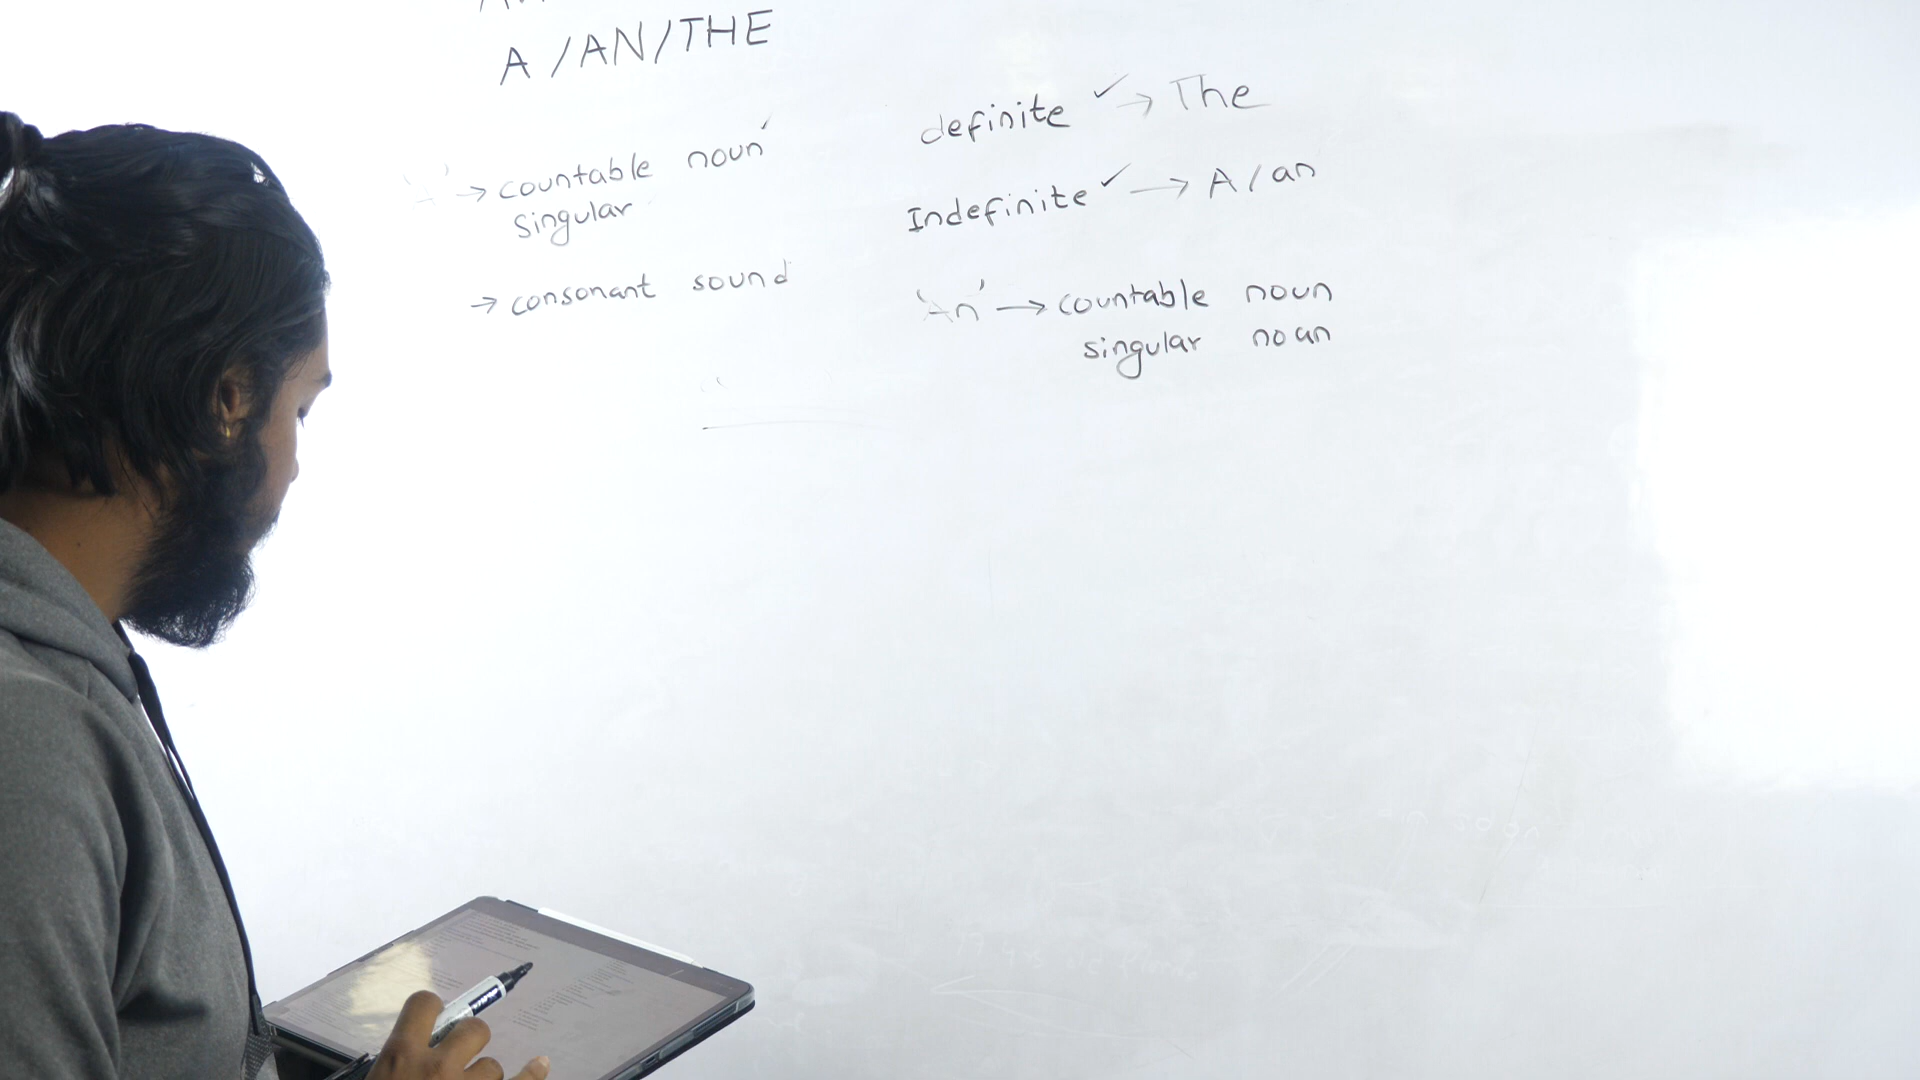 A/AN/THE
→ countable noun
singular
→ consonant sound
definite ✓ → The
Indefinite ✓ → A/an
'An' → countable noun
singular noun